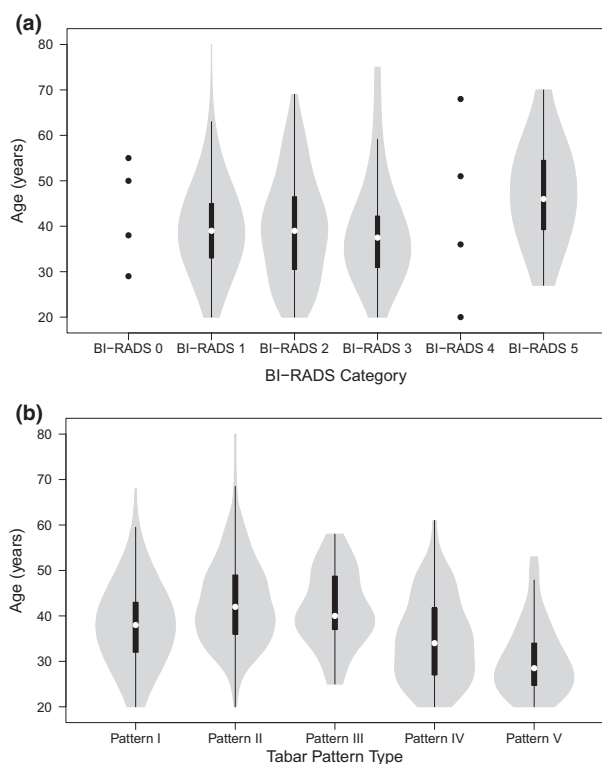 (a)
80
70
60
50
40
30
20
Age (years)
BI−RADS 0 BI−RADS 1 BI−RADS 2 BI−RADS 3 BI−RADS 4 BI−RADS 5
BI−RADS Category
(b)
80
70
60
50
40
30
20
Age (years)
Pattern I Pattern II Pattern III Pattern IV Pattern V
Tabar Pattern Type